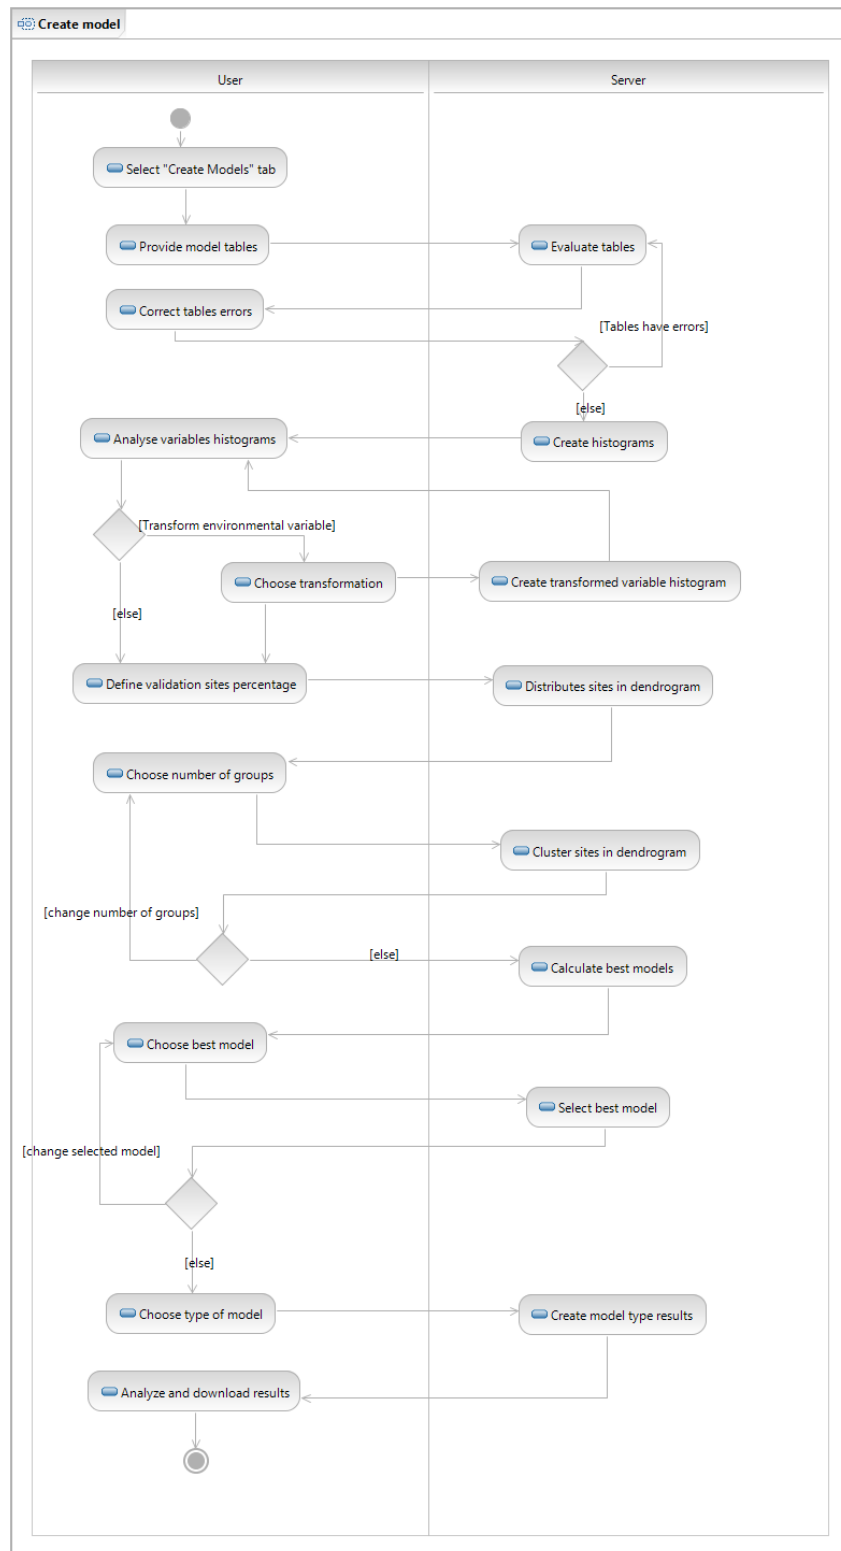 Create model
User
Server
Select "Create Models" tab
Provide model tables
Evaluate tables
Correct tables errors
[Tables have errors]
[else]
Analyse variables histograms
Create histograms
[Transform environmental variable]
Choose transformation
Create transformed variable histogram
[else]
Define validation sites percentage
Distributes sites in dendrogram
Choose number of groups
Cluster sites in dendrogram
[change number of groups]
[else]
Calculate best models
Choose best model
Select best model
[change selected model]
[else]
Choose type of model
Create model type results
Analyze and download results